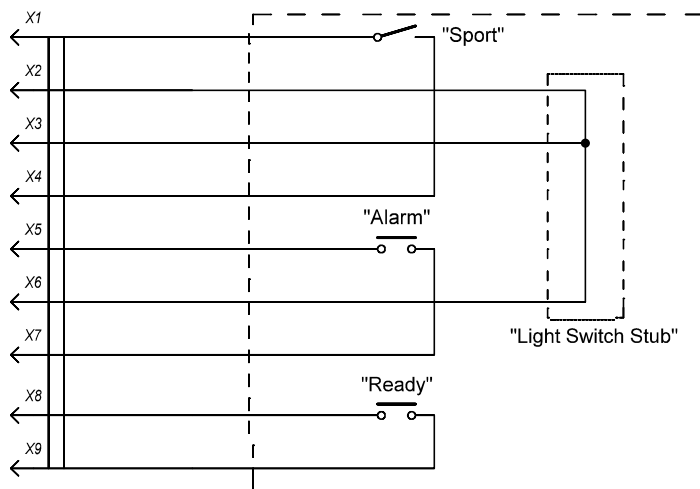 X1
"Sport"
X2
X3
X4
"Alarm"
X5
X6
"Light Switch Stub"
X7
"Ready"
X8
X9